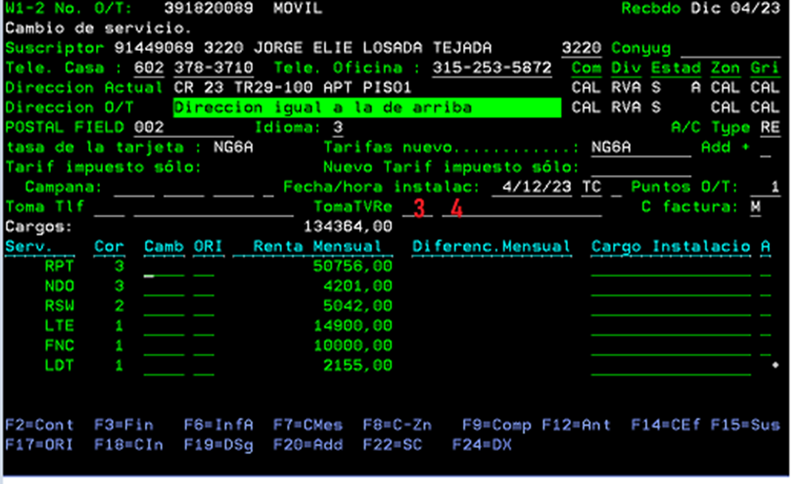 W1-2 No. O/T: 391820089 MOVIL Recbdo Dic 04/23
Cambio de servicio.
Suscriptor 91449069 3220 JORGE ELIE LOSADA TEJADA 3220 Conyug
Tele. Casa : 602 378-3710 Tele. Oficina : 315-253-5872 Com Div Estad Zon Gri
Direccion Actual CR 23 TR29-100 APT PISO1 CAL RVA S A CAL CAL
Direccion O/T Direccion igual a la de arriba CAL RVA S CAL CAL
POSTAL FIELD 002 Idioma: 3 A/C Type RE
tasa de la tarjeta : NG6A Tarifas nuevo............: NG6A Add +
Tarif impuesto sólo: Nuevo Tarif impuesto sólo:
Campana: Fecha/hora instalac: 4/12/23 TC Puntos O/T: 1
Toma Tlf TomaTVRe 3 4 C factura: M
Cargos: 134364,00
Serv. Cor Camb ORI Renta Mensual Diferenc.Mensual Cargo Instalacio A
RPT 3 50756,00
NDO 3 4201,00
RSW 2 5042,00
LTE 1 14900,00
FNC 1 10000,00
LDT 1 2155,00 *
F2=Cont F3=Fin F6=InfA F7=CMes F8=C-Zn F9=Comp F12=Ant F14=CEf F15=Sus
F17=ORI F18=CIn F19=DSg F20=Add F22=SC F24=DX